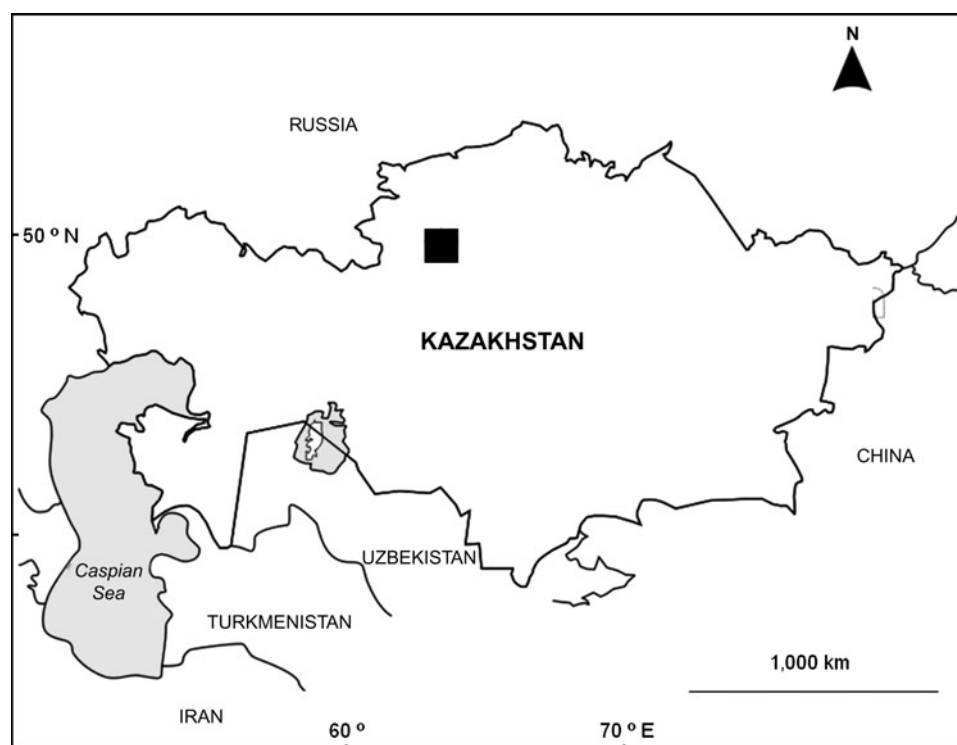 N
RUSSIA
50 º N
KAZAKHSTAN
CHINA
UZBEKISTAN
Caspian
Sea
TURKMENISTAN
1,000 km
IRAN
60 º
70 º E